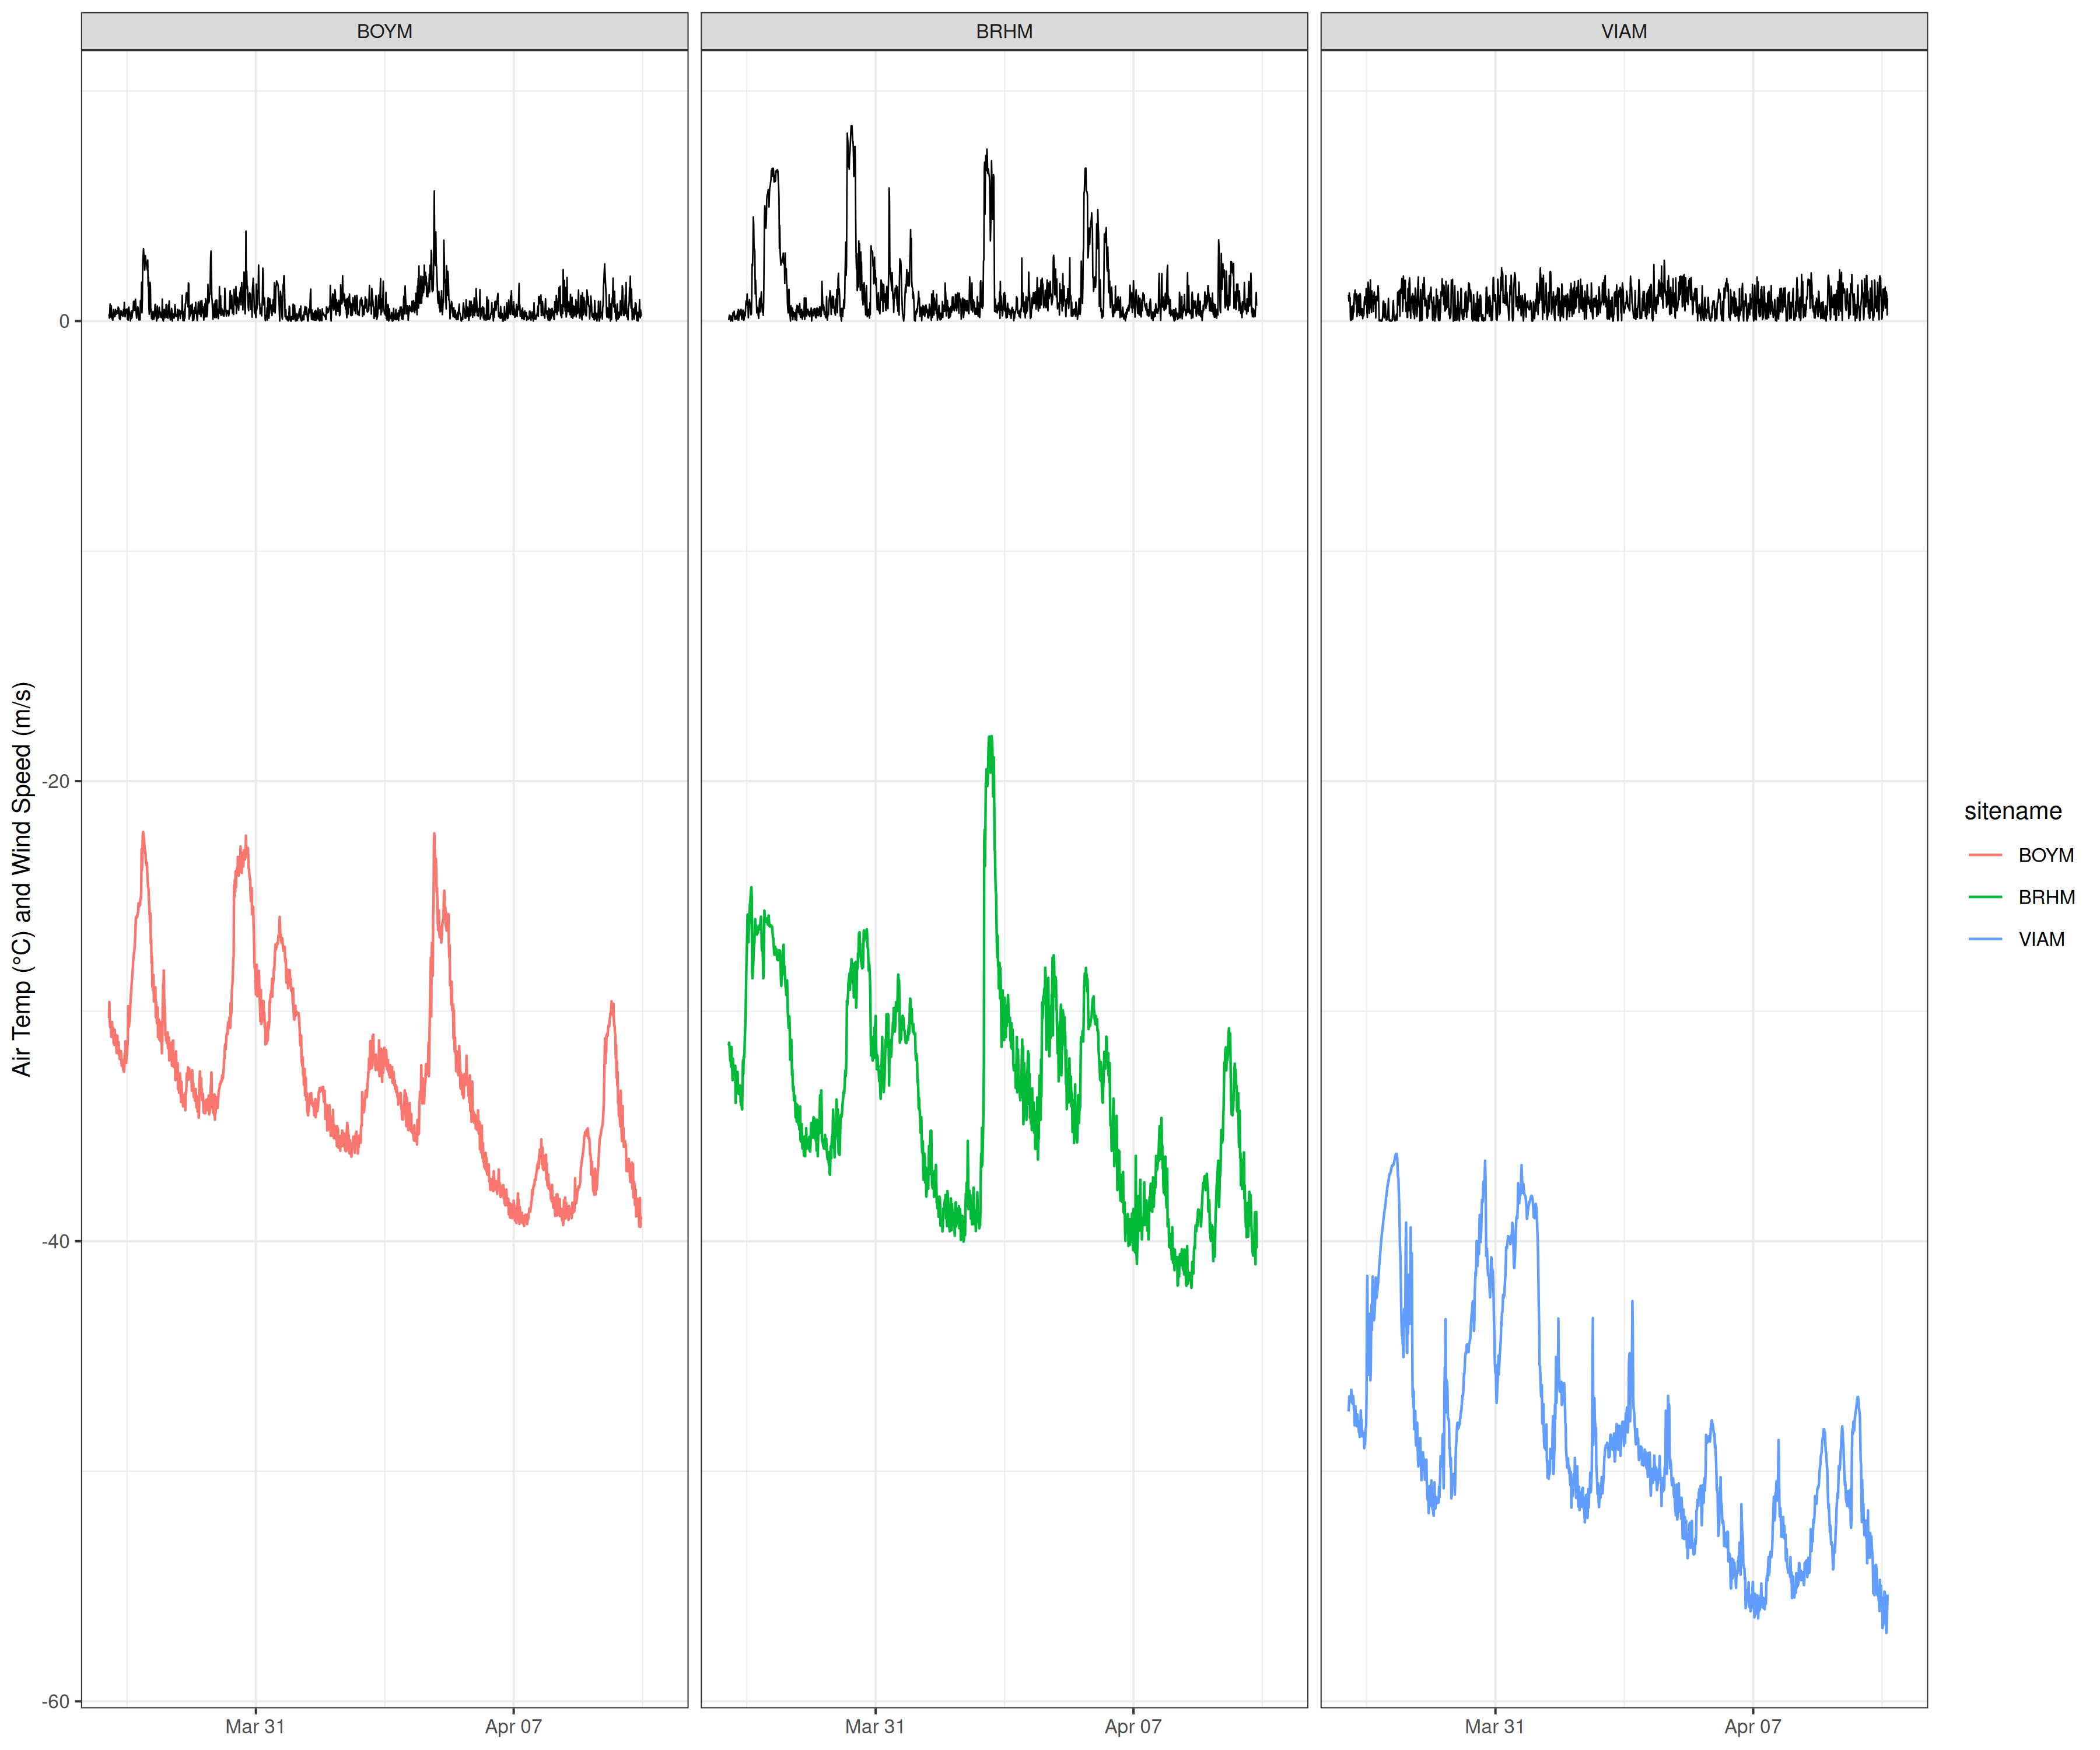 BOYM
BRHM
VIAM
Air Temp (°C) and Wind Speed (m/s)
0
-20
-40
-60
Mar 31
Apr 07
Mar 31
Apr 07
Mar 31
Apr 07
sitename
BOYM
BRHM
VIAM